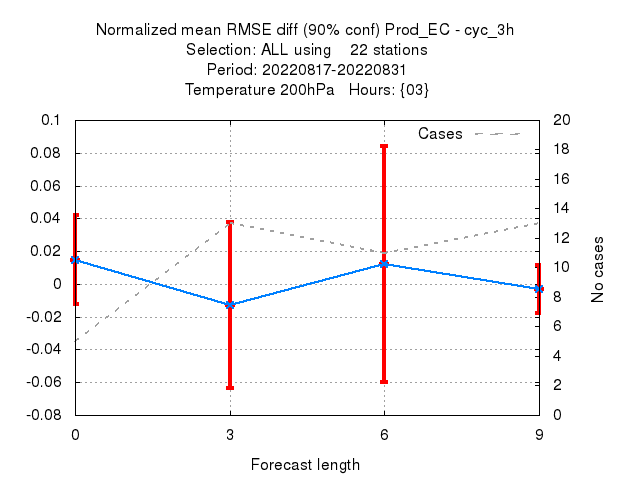 Normalized mean RMSE diff (90% conf) Prod_EC - cyc_3h
Selection: ALL using    22 stations
Period: 20220817-20220831
Temperature 200hPa   Hours: {03}
Cases
0.1
0.08
0.06
0.04
0.02
0
-0.02
-0.04
-0.06
-0.08
20
18
16
14
12
10
8
6
4
2
0
No cases
0 3 6 9
Forecast length